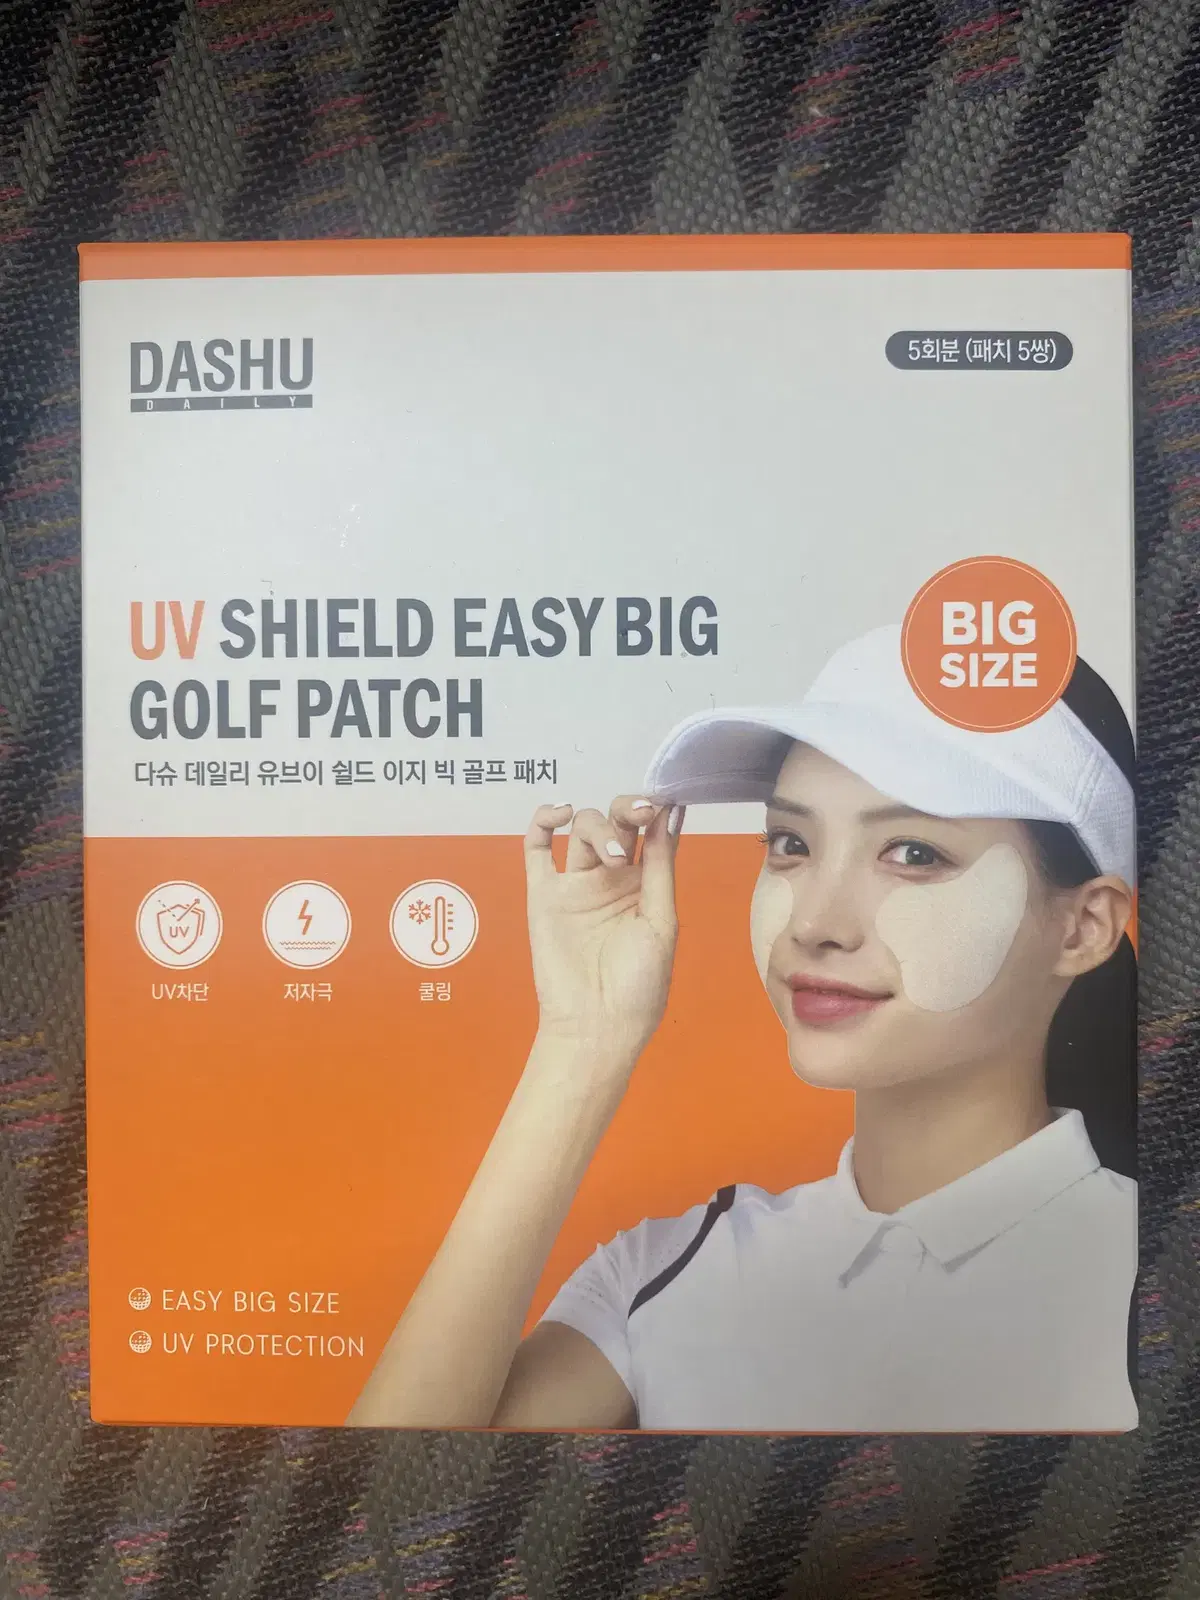 DASHU
DAILY
5회분 (패치 5쌍)
BIG
SIZE
UV SHIELD EASY BIG
GOLF PATCH
다슈 데일리 유브이 쉴드 이지 빅 골프 패치
UV
UV차단
저자극
쿨링
EASY BIG SIZE
UV PROTECTION